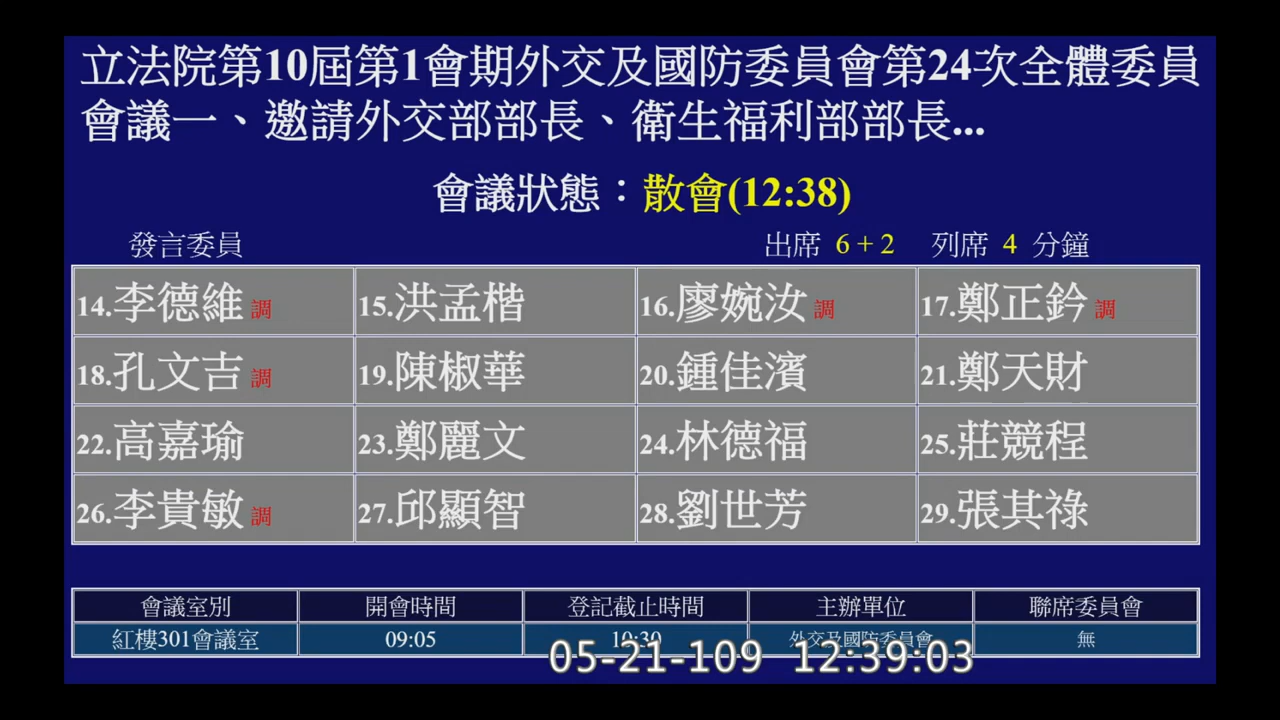 立法院第10屆第1會期外交及國防委員會第24次全體委員
會議一、邀請外交部部長、衛生福利部部長...
會議狀態：散會(12:38)
發言委員 出席 6 + 2 列席 4 分鐘
14.李德維 調 15.洪孟楷 16.廖婉汝 調 17.鄭正鈐 調
18.孔文吉 調 19.陳椒華 20.鍾佳濱 21.鄭天財
22.高嘉瑜 23.鄭麗文 24.林德福 25.莊競程
26.李貴敏 調 27.邱顯智 28.劉世芳 29.張其祿
會議室別 開會時間 登記截止時間 主辦單位 聯席委員會
紅樓301會議室 09:05 10:30 外交及國防委員會 無
05-21-109 12:39:03